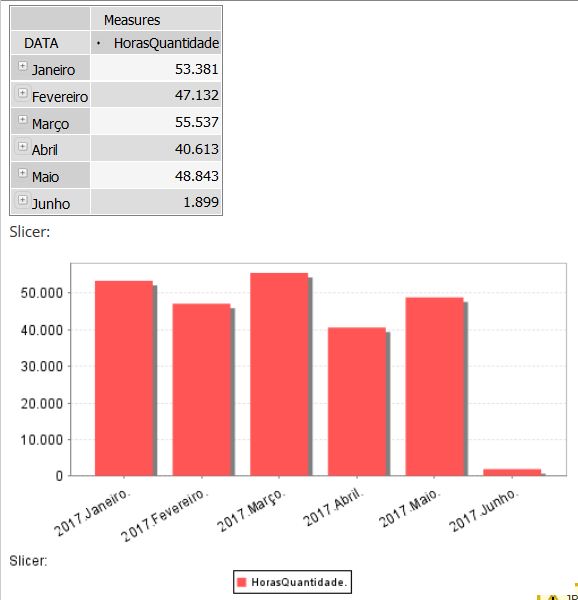 Measures
DATA HorasQuantidade
Janeiro 53.381
Fevereiro 47.132
Março 55.537
Abril 40.613
Maio 48.843
Junho 1.899
Slicer:
50.000
40.000
30.000
20.000
10.000
0
2017.Janeiro. 2017.Fevereiro. 2017.Março. 2017.Abril. 2017.Maio. 2017.Junho.
Slicer:
HorasQuantidade.